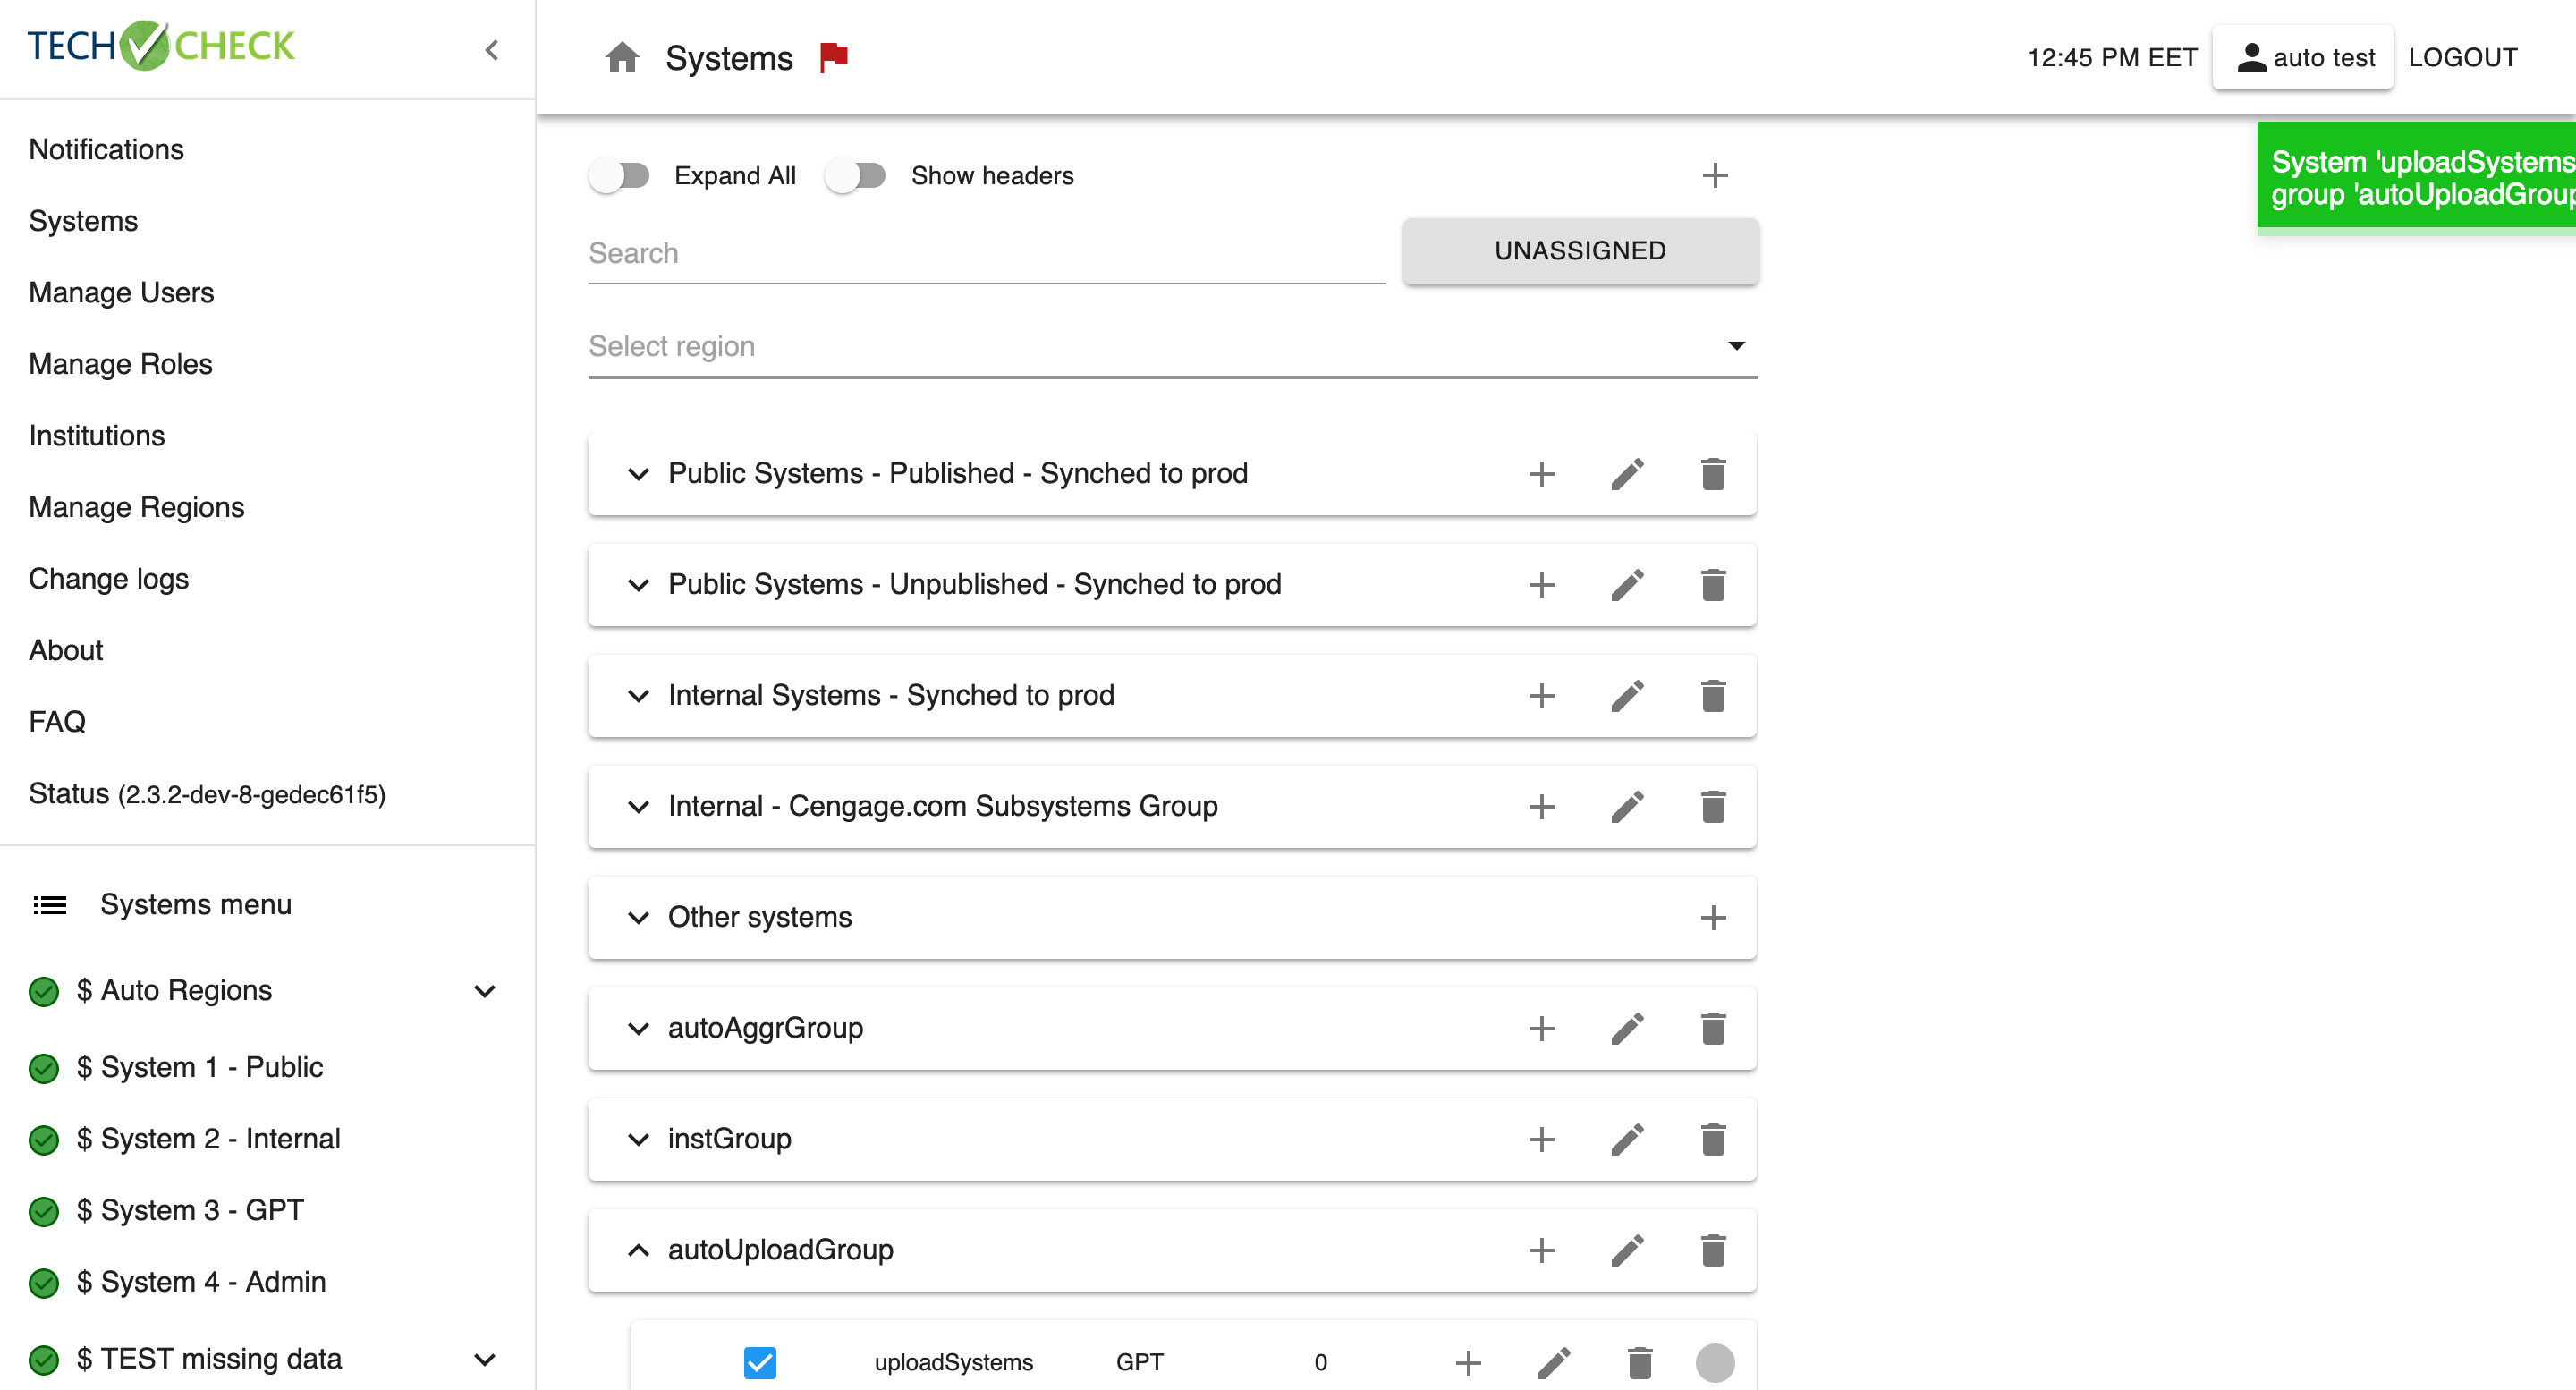 TECH CHECK
Systems
12:45 PM EET
auto test
LOGOUT
Notifications
Systems
Manage Users
Manage Roles
Institutions
Manage Regions
Change logs
About
FAQ
Status (2.3.2-dev-8-gedec61f5)
Systems menu
$ Auto Regions
$ System 1 - Public
$ System 2 - Internal
$ System 3 - GPT
$ System 4 - Admin
$ TEST missing data
Expand All
Show headers
Search
UNASSIGNED
Select region
Public Systems - Published - Synched to prod
Public Systems - Unpublished - Synched to prod
Internal Systems - Synched to prod
Internal - Cengage.com Subsystems Group
Other systems
autoAggrGroup
instGroup
autoUploadGroup
uploadSystems GPT 0
System 'uploadSystems
group 'autoUploadGroup